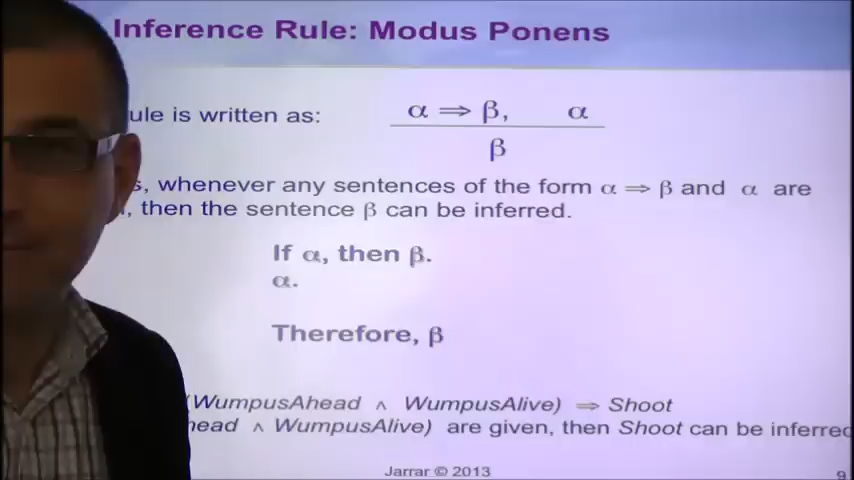 Inference Rule: Modus Ponens
ule is written as: α ⇒ β, α
β
s, whenever any sentences of the form α ⇒ β and α are
, then the sentence β can be inferred.
If α, then β.
α.
Therefore, β
(WumpusAhead ∧ WumpusAlive) ⇒ Shoot
head ∧ WumpusAlive) are given, then Shoot can be inferred
Jarrar © 2013
9